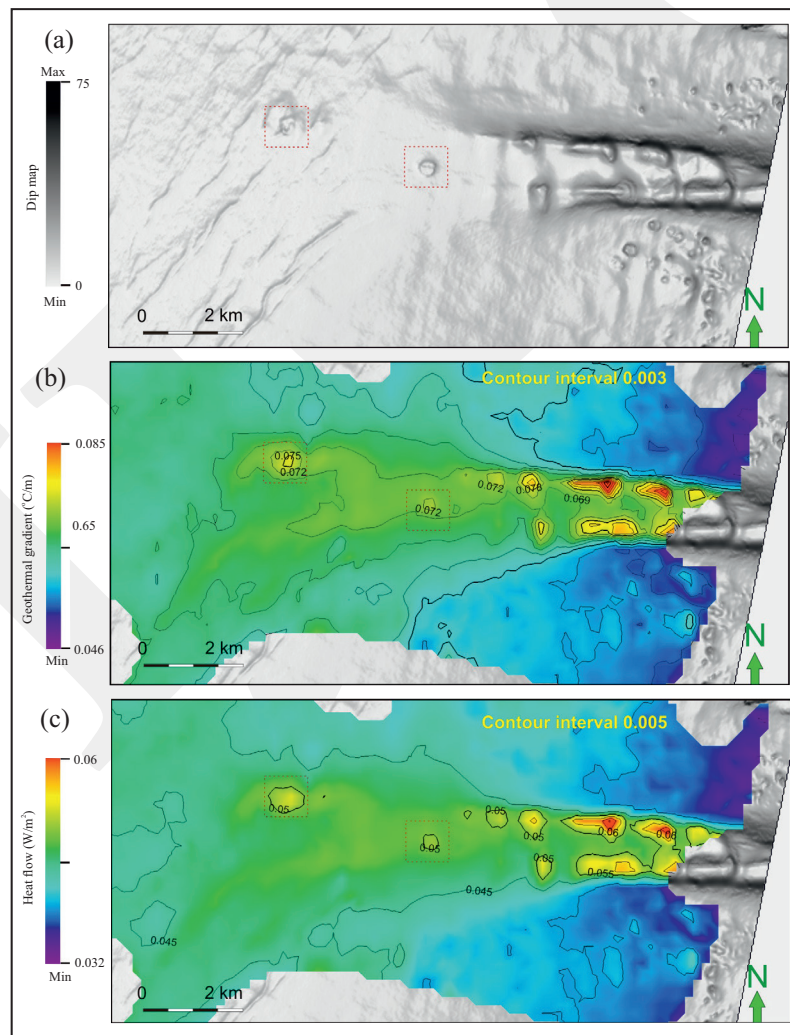 (a)
Max
75
Dip map
0
Min
0 2 km
N
(b)
Contour interval 0.003
0.085
Geothermal gradient (°C/m)
0.65
0.046
Min
0.075
0.072
0.072
0.078
0.069
0.072
0 2 km
N
(c)
Contour interval 0.005
0.06
Heat flow (W/m²)
0.032
Min
0.05
0.05
0.05
0.06
0.06
0.05
0.05
0.055
0.045
0.045
0 2 km
N